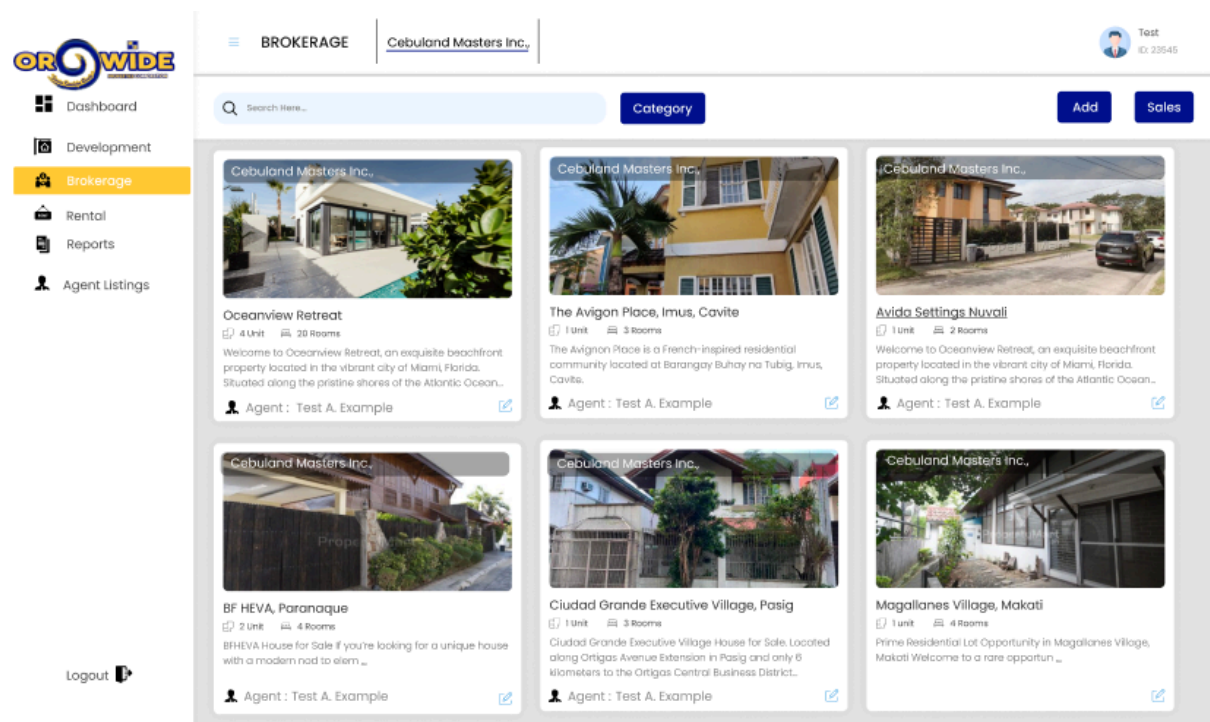 OROWIDE
BROKERAGE
Cebuland Masters Inc.,
Test
ID: 23545
Dashboard
Development
Brokerage
Rental
Reports
Agent Listings
Logout
Search Here...
Category
Add
Sales
Cebuland Masters Inc.,
Oceanview Retreat
4 Unit 20 Rooms
Welcome to Oceanview Retreat, an exquisite beachfront
property located in the vibrant city of Miami, Florida.
Situated along the pristine shores of the Atlantic Ocean...
Agent : Test A. Example
Cebuland Masters Inc.,
The Avigon Place, Imus, Cavite
1 Unit 3 Rooms
The Avignon Place is a French-inspired residential
community located at Barangay Buhay na Tubig, Imus,
Cavite.
Agent : Test A. Example
Cebuland Masters Inc.,
Avida Settings Nuvali
1 Unit 2 Rooms
Welcome to Oceanview Retreat, an exquisite beachfront
property located in the vibrant city of Miami, Florida.
Situated along the pristine shores of the Atlantic Ocean...
Agent : Test A. Example
Cebuland Masters Inc.,
BF HEVA, Paranaque
2 Unit 4 Rooms
BFHEVA House for Sale If you're looking for a unique house
with a modern nod to elem ...
Agent : Test A. Example
Cebuland Masters Inc.,
Ciudad Grande Executive Village, Pasig
1 Unit 3 Rooms
Ciudad Grande Executive Village House for Sale. Located
along Ortigas Avenue Extension in Pasig and only 6
kilometers to the Ortigas Central Business District...
Agent : Test A. Example
Cebuland Masters Inc.,
Magallanes Village, Makati
1 unit 4 Rooms
Prime Residential Lot Opportunity in Magallanes Village,
Makati Welcome to a rare opportun ...